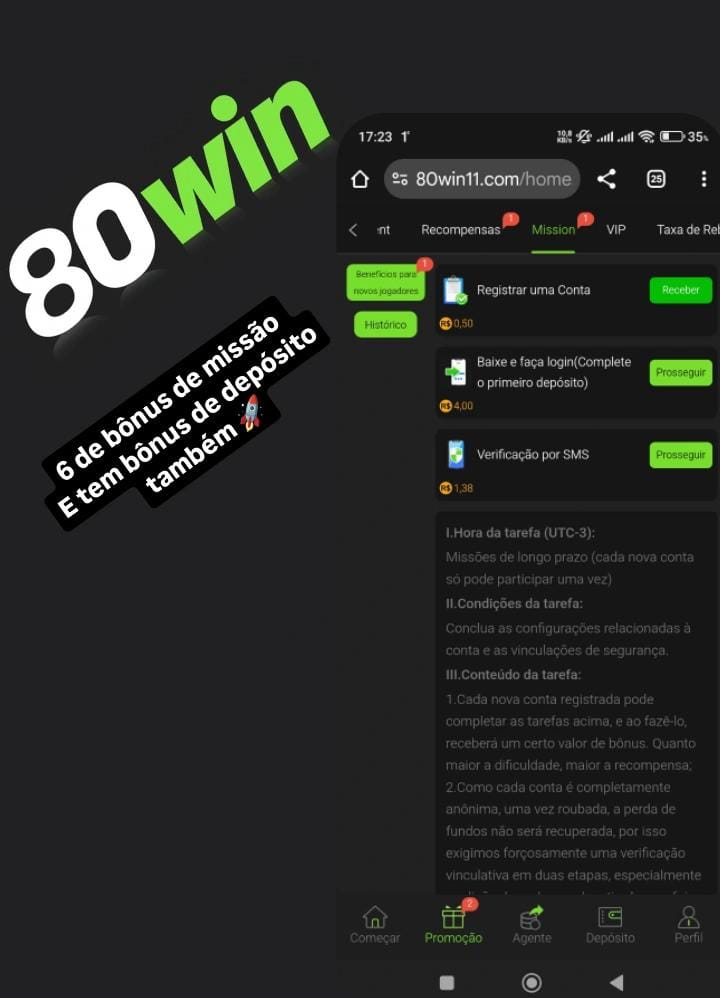 80win
6 de bônus de missão
E tem bônus de depósito
também 🚀
17:23
10,8
KB/s
35%
80win11.com/home
25
nt
Recompensas
1
Mission
1
VIP
Taxa de Re
Benefícios para
novos jogadores
1
Histórico
Registrar uma Conta
Receber
R$ 0,50
Baixe e faça login(Complete
o primeiro depósito)
Prosseguir
R$ 4,00
Verificação por SMS
Prosseguir
R$ 1,38
I.Hora da tarefa (UTC-3):
Missões de longo prazo (cada nova conta
só pode participar uma vez)
II.Condições da tarefa:
Conclua as configurações relacionadas à
conta e as vinculações de segurança.
III.Conteúdo da tarefa:
1.Cada nova conta registrada pode
completar as tarefas acima, e ao fazê-lo,
receberá um certo valor de bônus. Quanto
maior a dificuldade, maior a recompensa;
2.Como cada conta é completamente
anônima, uma vez roubada, a perda de
fundos não será recuperada, por isso
exigimos forçosamente uma verificação
vinculativa em duas etapas, especialmente
Começar
Promoção
2
Agente
Depósito
Perfil